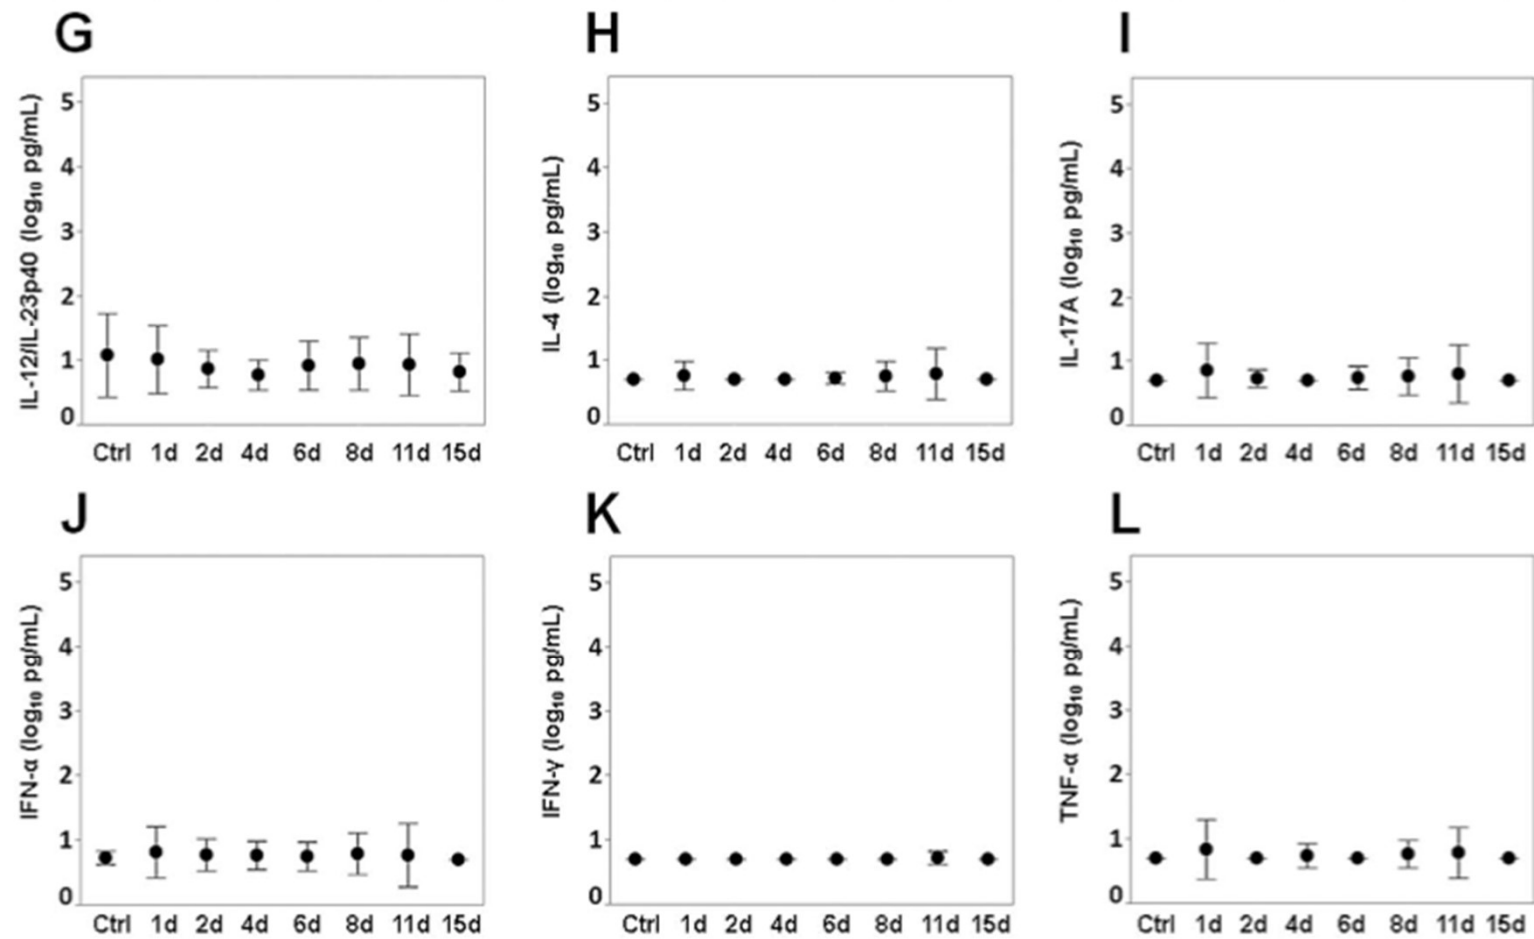 G
IL-12/IL-23p40 (log₁₀ pg/mL)
5
4
3
2
1
0
Ctrl 1d 2d 4d 6d 8d 11d 15d
H
IL-4 (log₁₀ pg/mL)
5
4
3
2
1
0
Ctrl 1d 2d 4d 6d 8d 11d 15d
I
IL-17A (log₁₀ pg/mL)
5
4
3
2
1
0
Ctrl 1d 2d 4d 6d 8d 11d 15d
J
IFN-α (log₁₀ pg/mL)
5
4
3
2
1
0
Ctrl 1d 2d 4d 6d 8d 11d 15d
K
IFN-γ (log₁₀ pg/mL)
5
4
3
2
1
0
Ctrl 1d 2d 4d 6d 8d 11d 15d
L
TNF-α (log₁₀ pg/mL)
5
4
3
2
1
0
Ctrl 1d 2d 4d 6d 8d 11d 15d